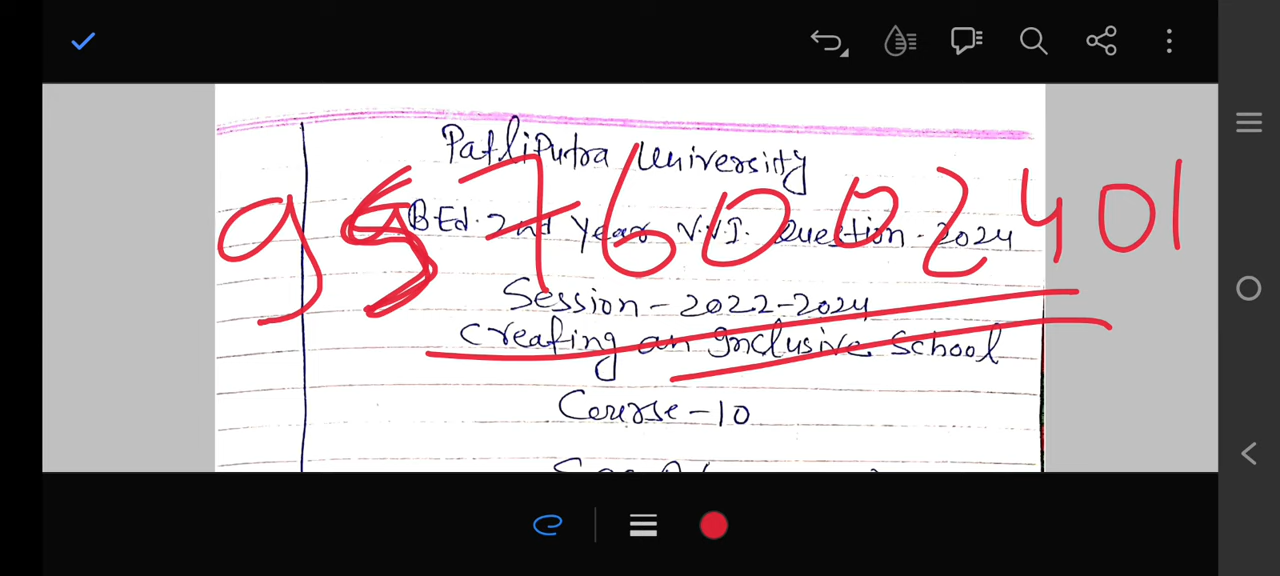 Patliputra University
9576002401
B.Ed. 2nd Year V.V.I. Question - 2024
Session - 2022-2024
Creating an Inclusive School
Course - 10